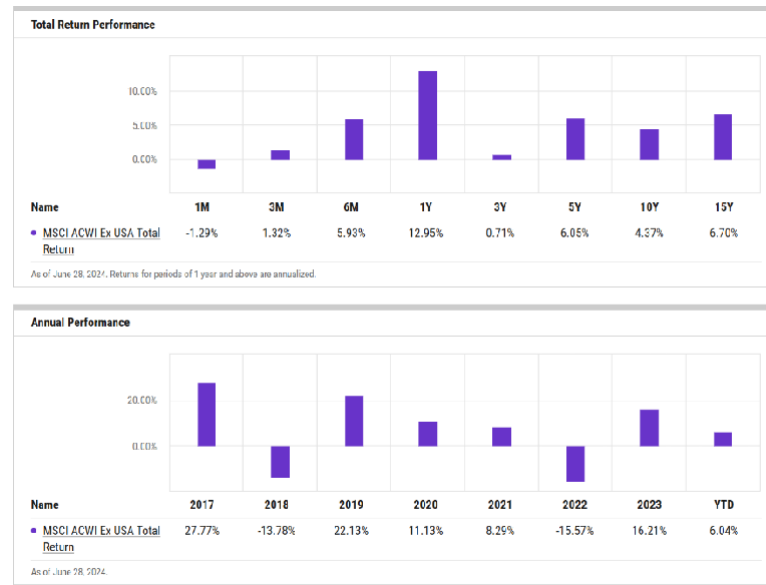 Total Return Performance
10.00%
5.00%
0.00%
Name 1M 3M 6M 1Y 3Y 5Y 10Y 15Y
• MSCI ACWI Ex USA Total -1.29% 1.32% 5.93% 12.95% 0.71% 6.05% 4.37% 6.70%
Return
As of June 28, 2024. Returns for periods of 1 year and above are annualized.
Annual Performance
20.00%
0.00%
Name 2017 2018 2019 2020 2021 2022 2023 YTD
• MSCI ACWI Ex USA Total 27.77% -13.78% 22.13% 11.13% 8.29% -15.57% 16.21% 6.04%
Return
As of June 28, 2024.